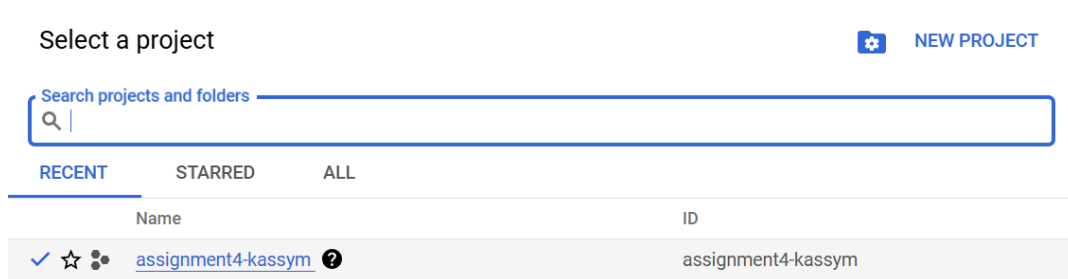 Select a project
NEW PROJECT
Search projects and folders
RECENT STARRED ALL
Name ID
assignment4-kassym ? assignment4-kassym